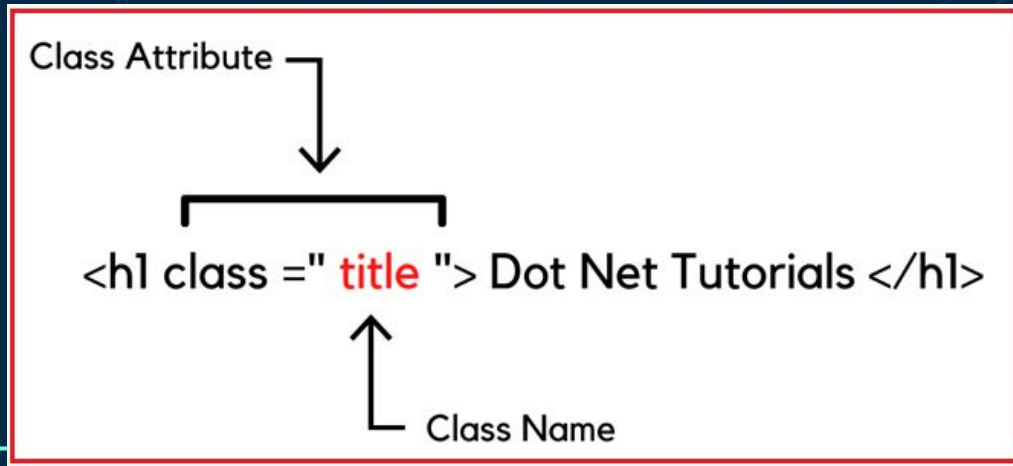 Class Attribute
<h1 class =" title "> Dot Net Tutorials </h1>
Class Name